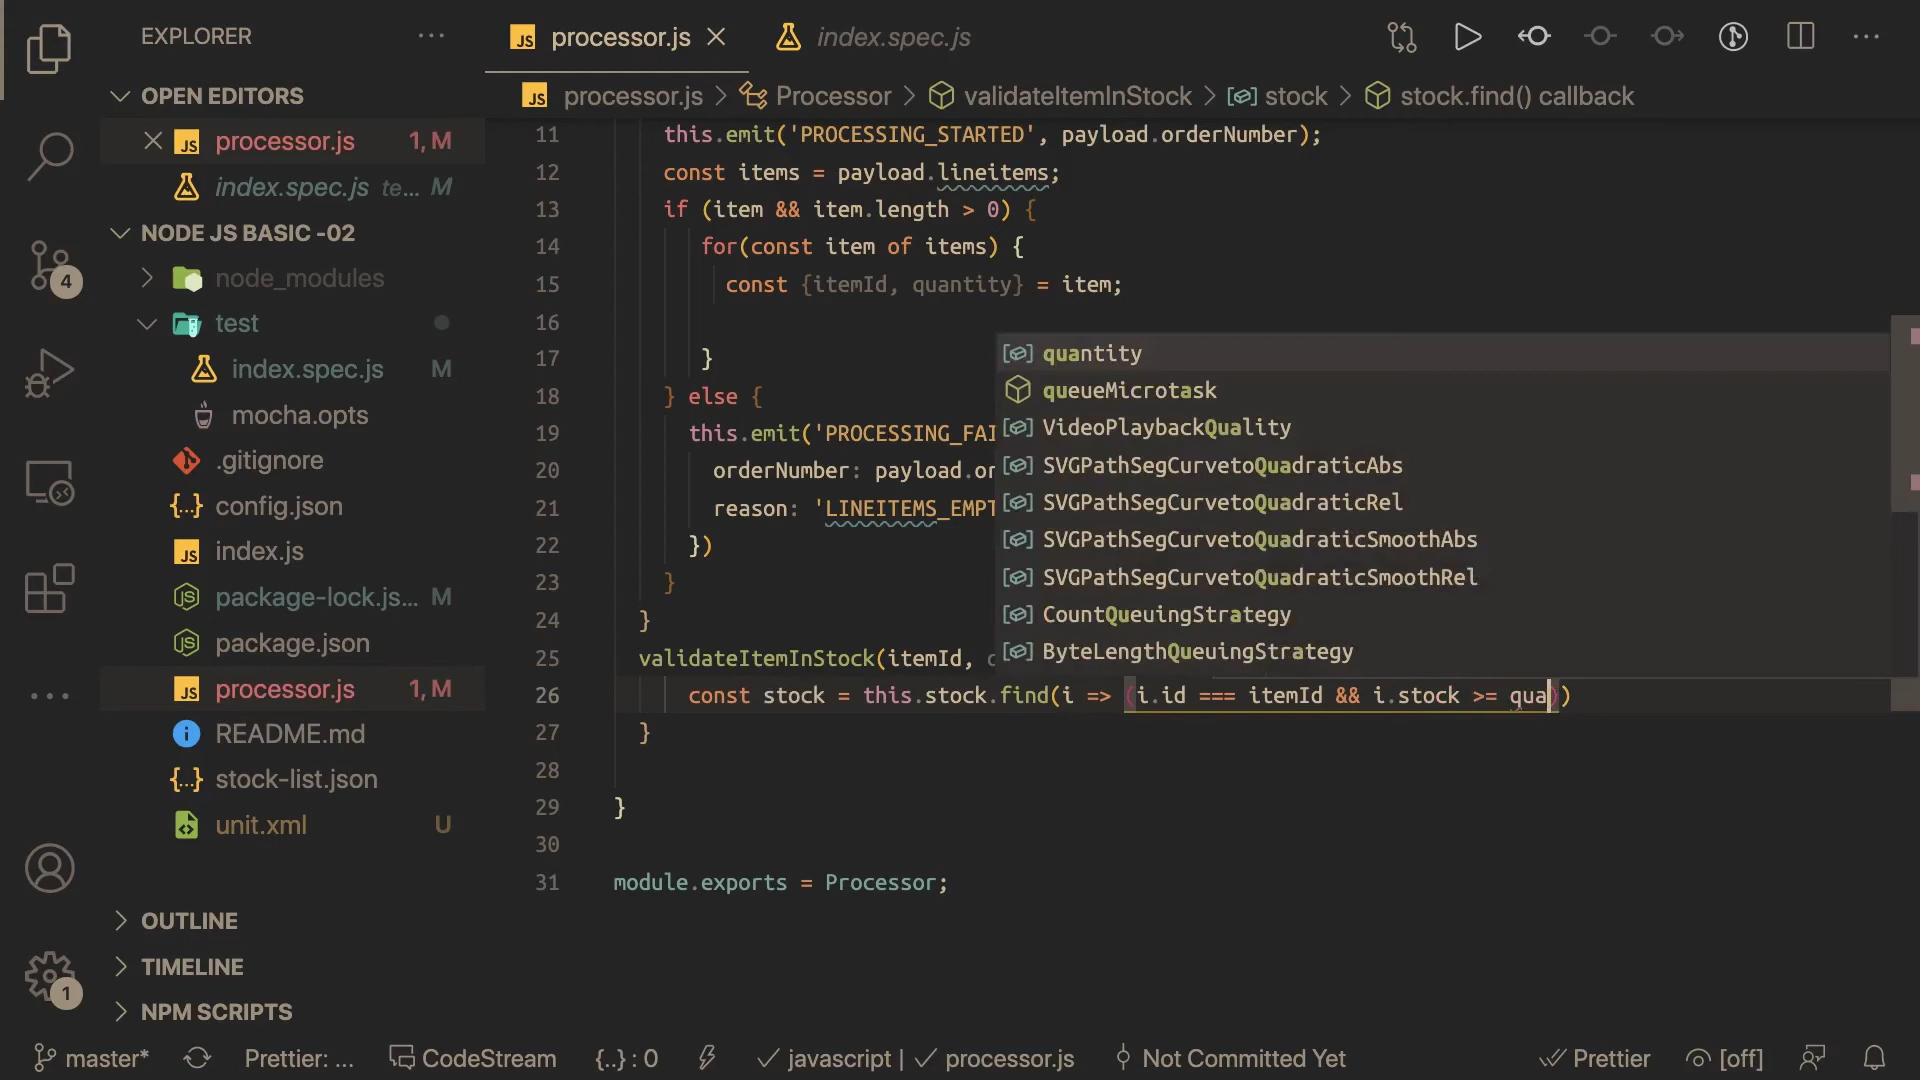 EXPLORER
processor.js
index.spec.js
OPEN EDITORS
processor.js 1, M
index.spec.js te... M
NODE JS BASIC -02
node_modules
test
index.spec.js M
mocha.opts
.gitignore
config.json
index.js
package-lock.js... M
package.json
processor.js 1, M
README.md
stock-list.json
unit.xml U
OUTLINE
TIMELINE
NPM SCRIPTS
4
1
JS processor.js > Processor > validateItemInStock > stock > stock.find() callback
11 this.emit('PROCESSING_STARTED', payload.orderNumber);
12 const items = payload.lineitems;
13 if (item && item.length > 0) {
14 for(const item of items) {
15 const {itemId, quantity} = item;
16
17 }
18 } else {
19 this.emit('PROCESSING_FAI
20 orderNumber: payload.or
21 reason: 'LINEITEMS_EMPT
22 })
23 }
24 }
25 validateItemInStock(itemId,
26 const stock = this.stock.find(i => (i.id === itemId && i.stock >= qua))
27 }
28
29 }
30
31 module.exports = Processor;
quantity
queueMicrotask
VideoPlaybackQuality
SVGPathSegCurvetoQuadraticAbs
SVGPathSegCurvetoQuadraticRel
SVGPathSegCurvetoQuadraticSmoothAbs
SVGPathSegCurvetoQuadraticSmoothRel
CountQueuingStrategy
ByteLengthQueuingStrategy
master* Prettier: ... CodeStream {..} : 0 javascript | processor.js Not Committed Yet Prettier [off]